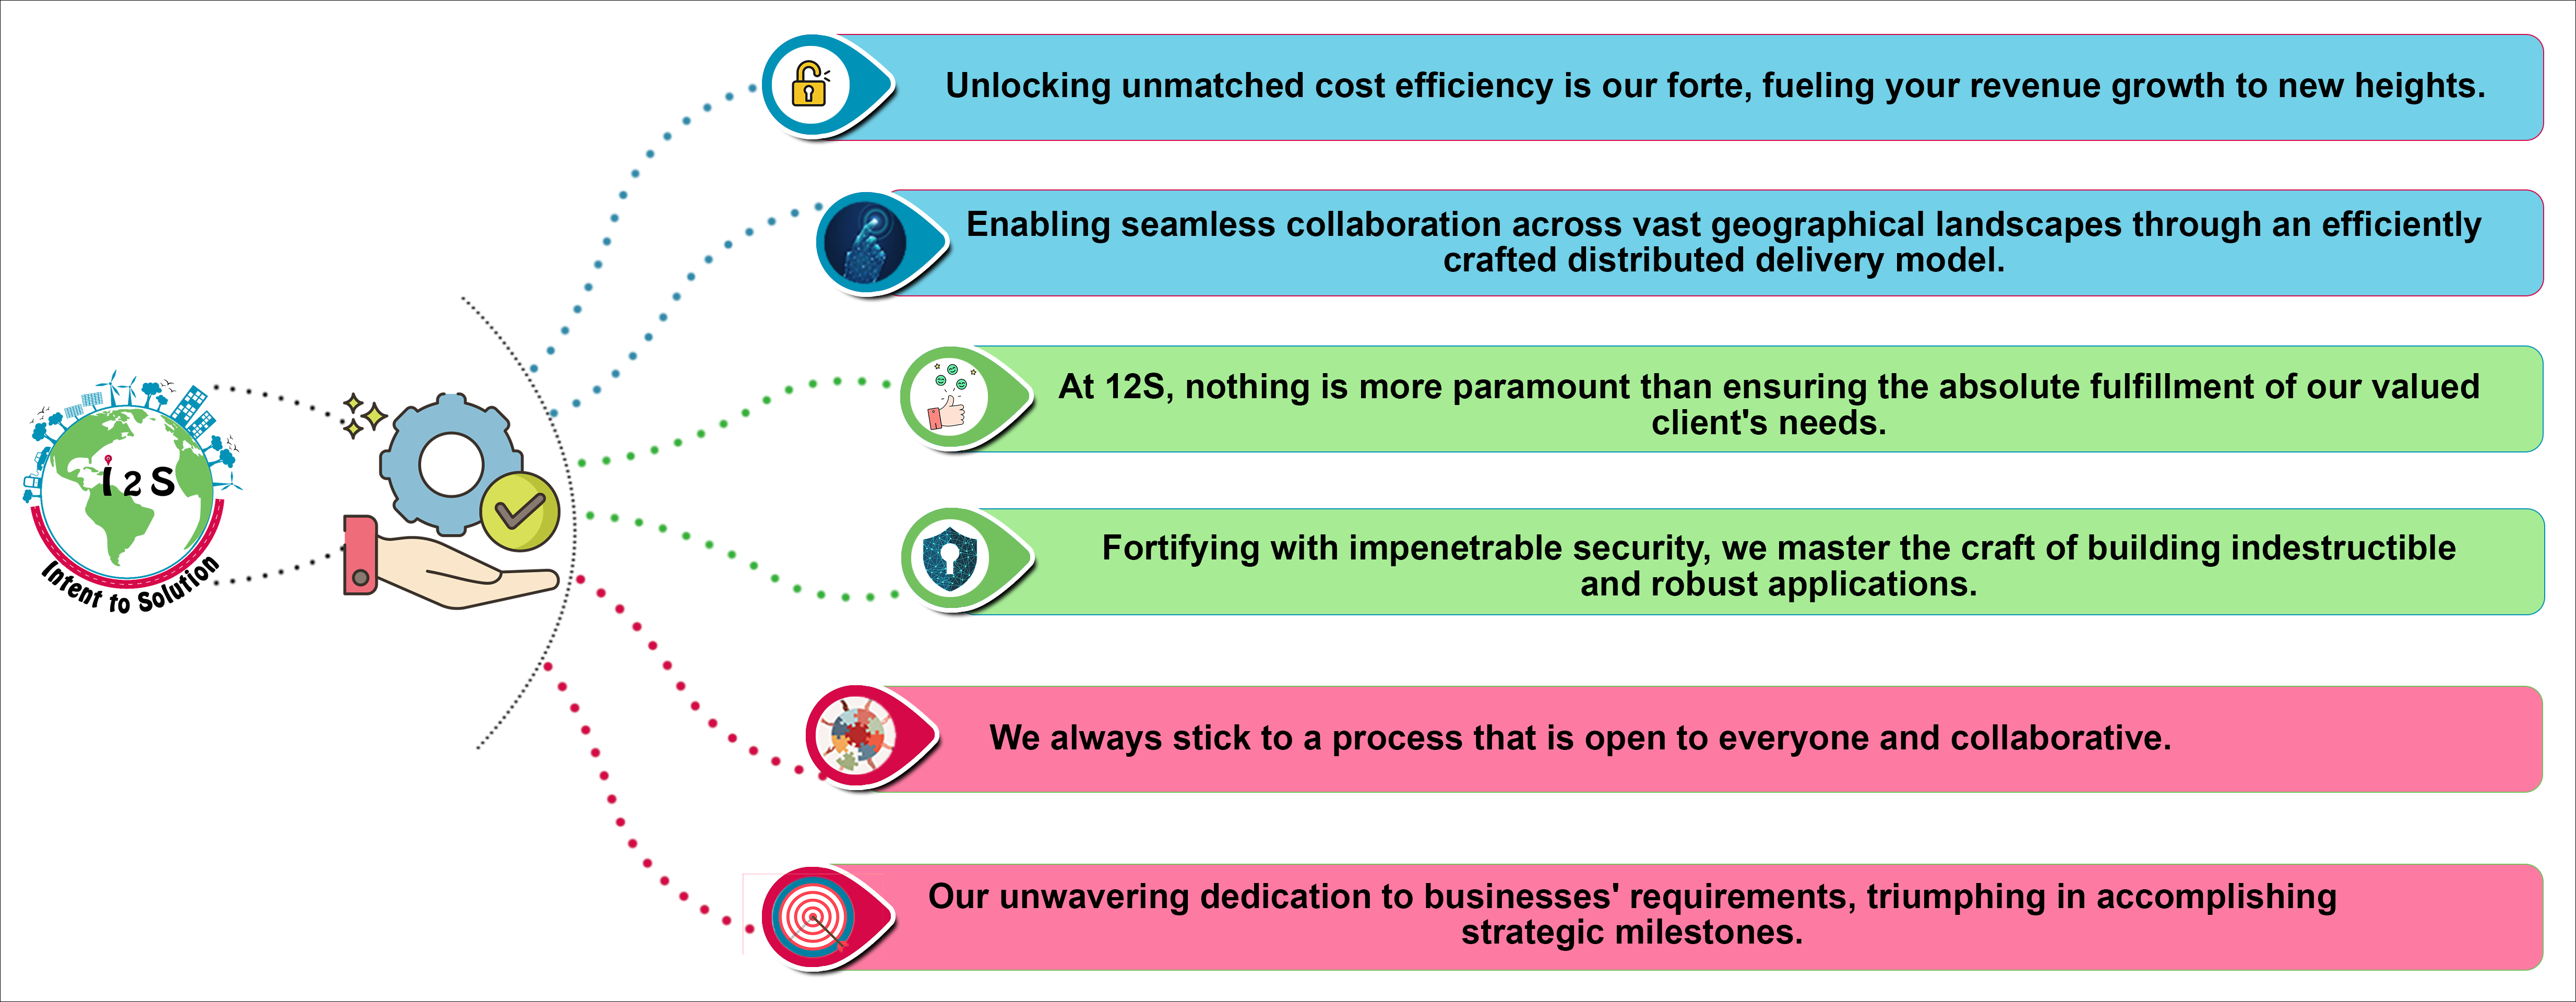 Unlocking unmatched cost efficiency is our forte, fueling your revenue growth to new heights.
Enabling seamless collaboration across vast geographical landscapes through an efficiently
crafted distributed delivery model.
At 12S, nothing is more paramount than ensuring the absolute fulfillment of our valued
client's needs.
I 2 S
Intent to Solution
Fortifying with impenetrable security, we master the craft of building indestructible
and robust applications.
We always stick to a process that is open to everyone and collaborative.
Our unwavering dedication to businesses' requirements, triumphing in accomplishing
strategic milestones.